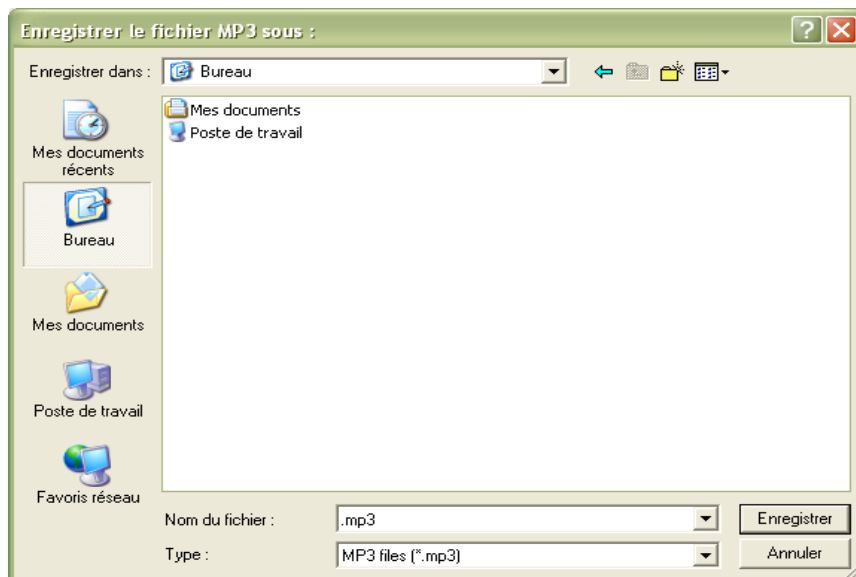 Enregistrer le fichier MP3 sous :
Enregistrer dans :
Bureau
Mes documents
Poste de travail
Mes documents
récents
Bureau
Mes documents
Poste de travail
Favoris réseau
Nom du fichier :
.mp3
Enregistrer
Type :
MP3 files (*.mp3)
Annuler